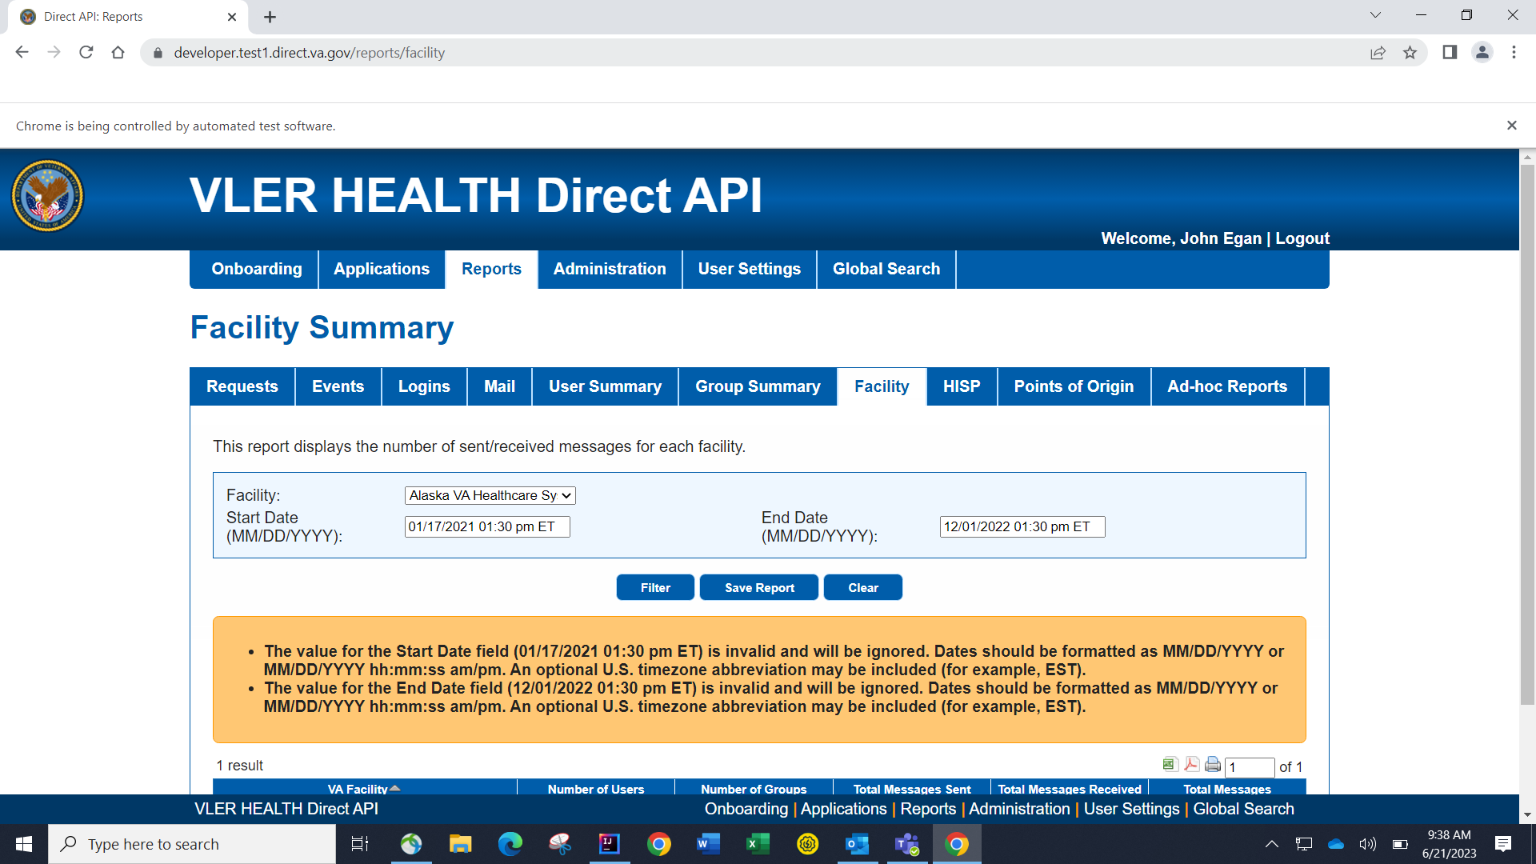 Direct API: Reports
developer.test1.direct.va.gov/reports/facility
Chrome is being controlled by automated test software.
VLER HEALTH Direct API
Welcome, John Egan | Logout
Onboarding Applications Reports Administration User Settings Global Search
Facility Summary
Requests Events Logins Mail User Summary Group Summary Facility HISP Points of Origin Ad-hoc Reports
This report displays the number of sent/received messages for each facility.
Facility: Alaska VA Healthcare Sy
Start Date (MM/DD/YYYY): 01/17/2021 01:30 pm ET End Date (MM/DD/YYYY): 12/01/2022 01:30 pm ET
Filter Save Report Clear
• The value for the Start Date field (01/17/2021 01:30 pm ET) is invalid and will be ignored. Dates should be formatted as MM/DD/YYYY or
MM/DD/YYYY hh:mm:ss am/pm. An optional U.S. timezone abbreviation may be included (for example, EST).
• The value for the End Date field (12/01/2022 01:30 pm ET) is invalid and will be ignored. Dates should be formatted as MM/DD/YYYY or
MM/DD/YYYY hh:mm:ss am/pm. An optional U.S. timezone abbreviation may be included (for example, EST).
1 result 1 of 1
VA Facility Number of Users Number of Groups Total Messages Sent Total Messages Received Total Messages
VLER HEALTH Direct API Onboarding | Applications | Reports | Administration | User Settings | Global Search
Type here to search
9:38 AM
6/21/2023